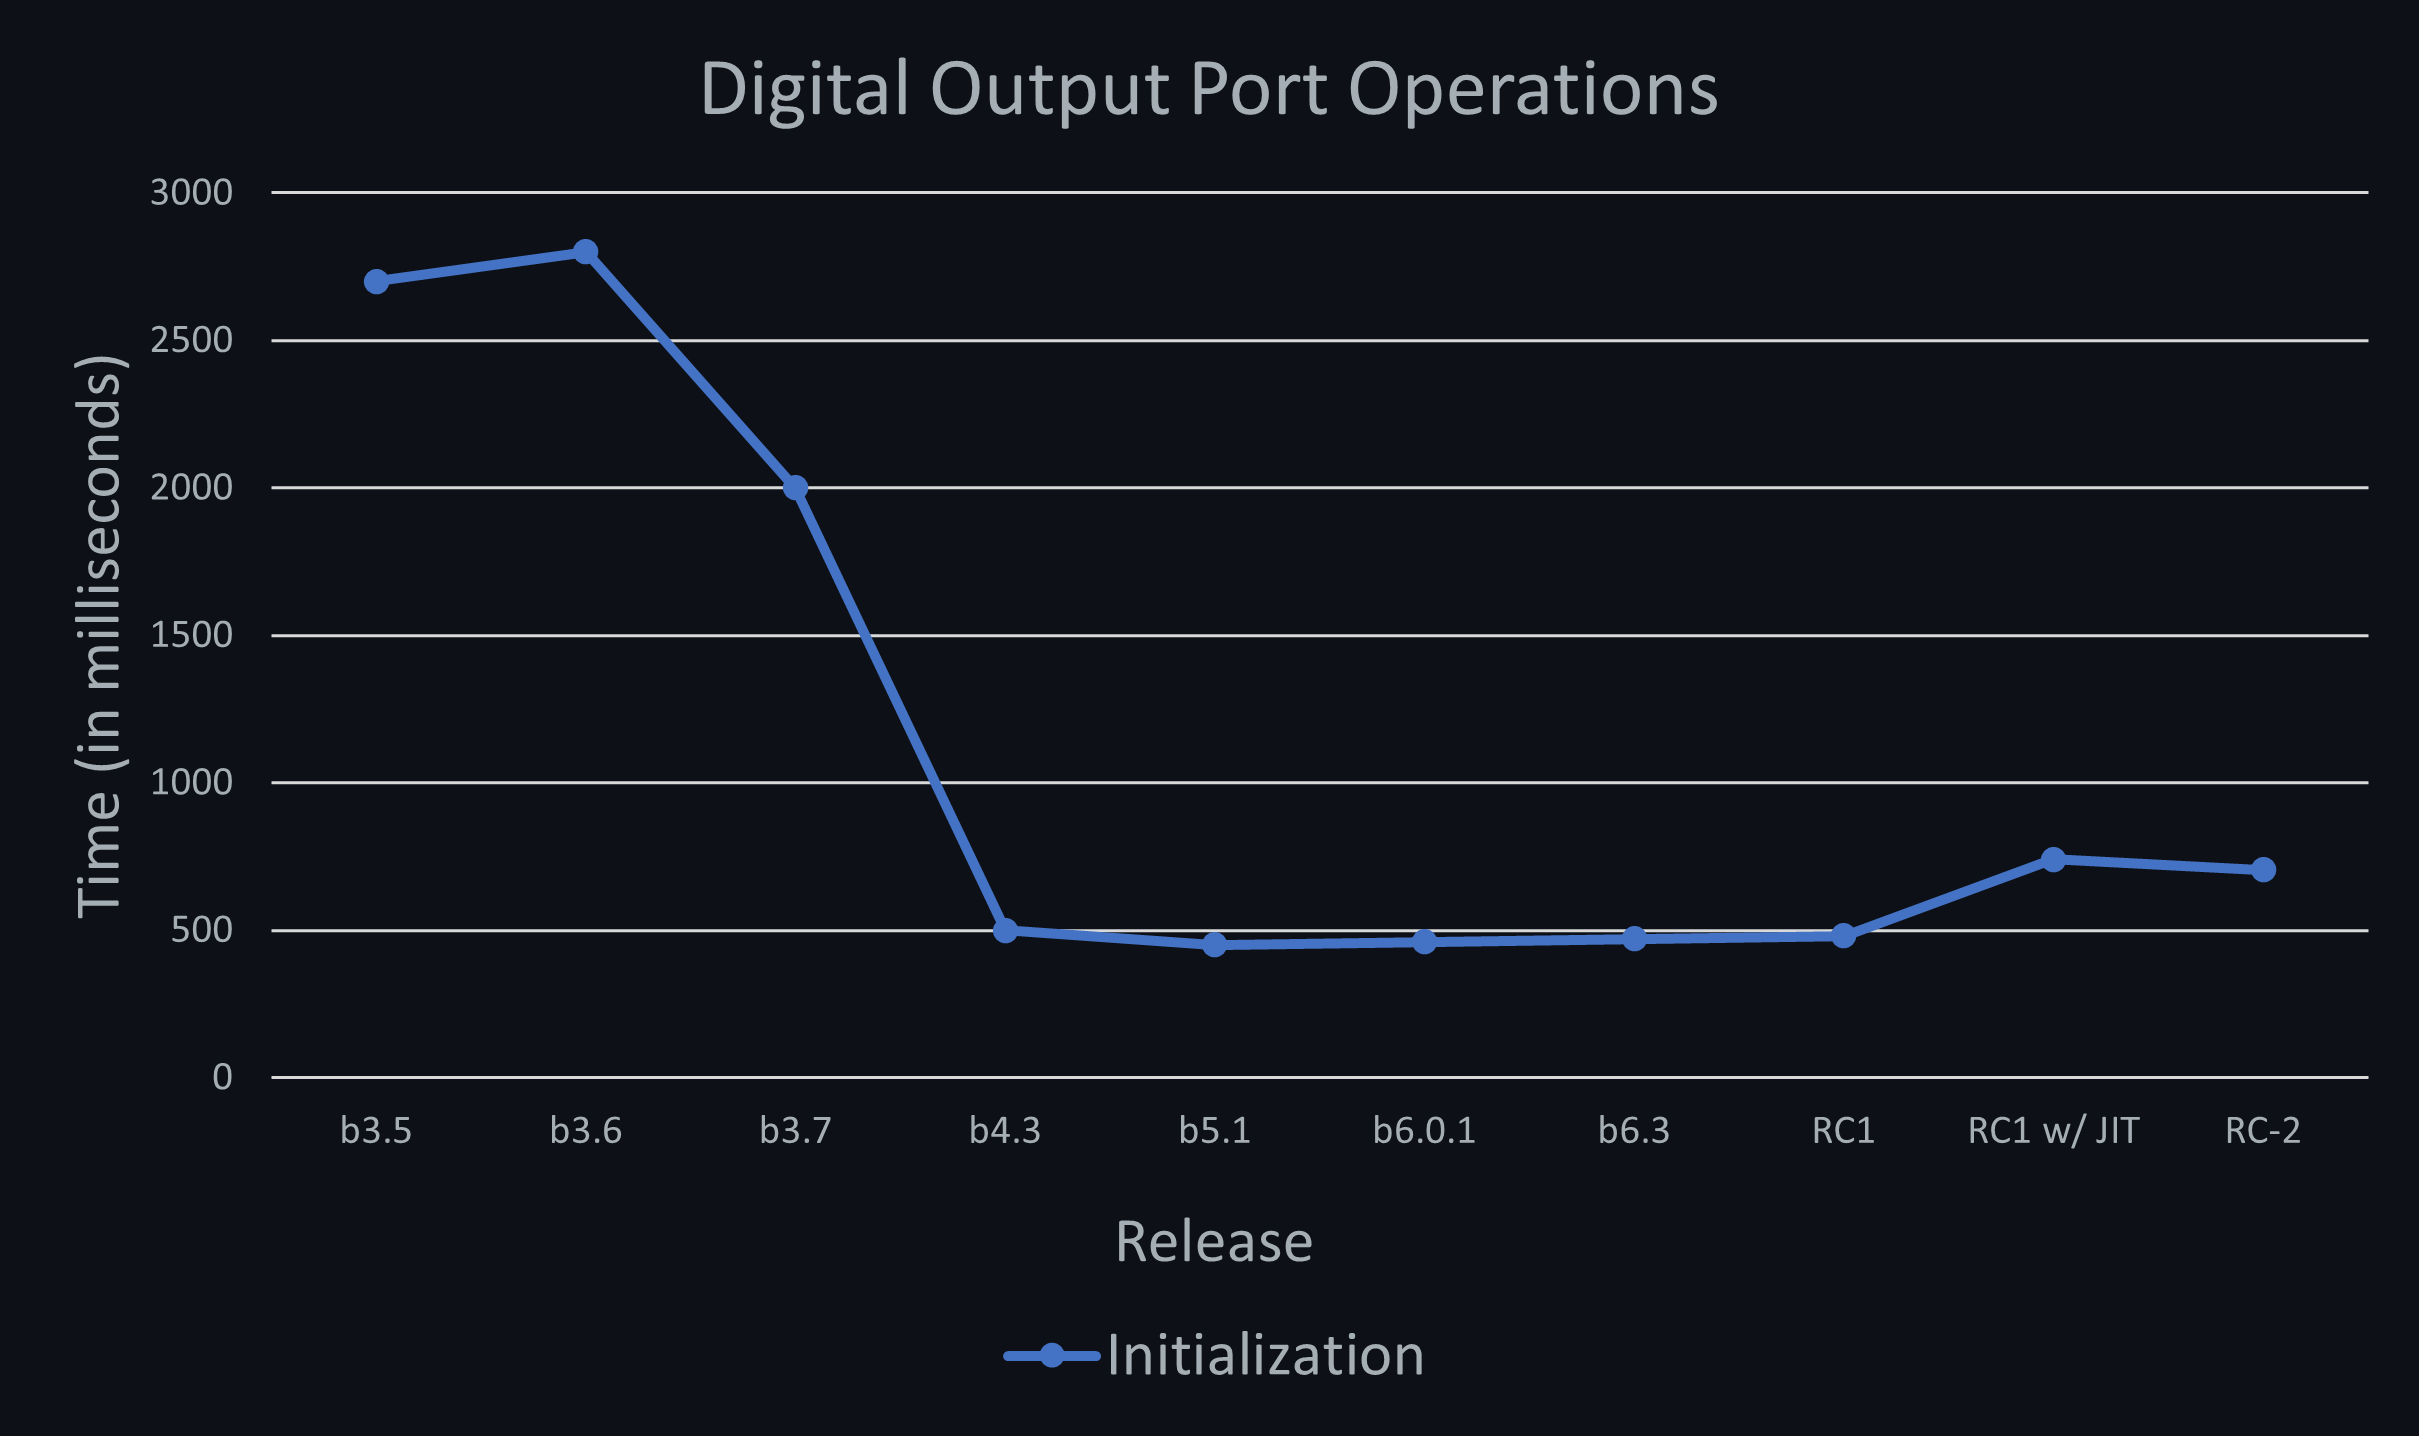 Digital Output Port Operations
Time (in milliseconds)
3000
2500
2000
1500
1000
500
0
b3.5 b3.6 b3.7 b4.3 b5.1 b6.0.1 b6.3 RC1 RC1 w/ JIT RC-2
Release
Initialization